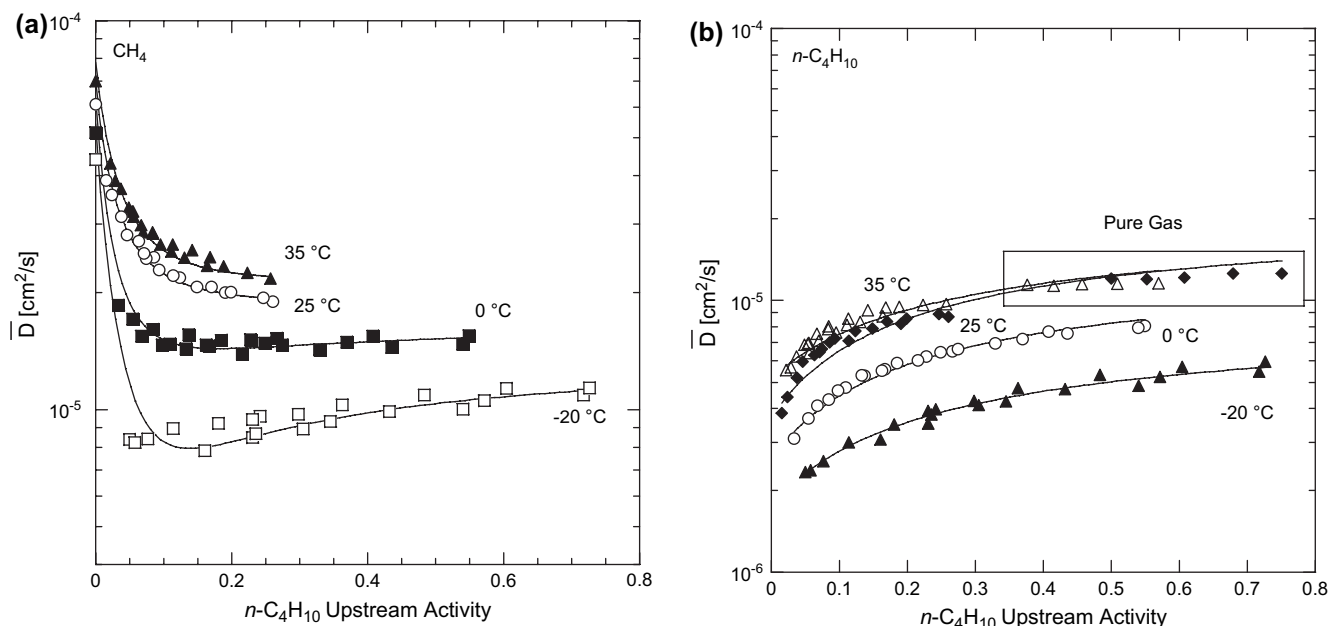 (a)
CH₄
10⁻⁴
10⁻⁵
D̅ [cm²/s]
35 °C
25 °C
0 °C
-20 °C
0 0.2 0.4 0.6 0.8
n-C₄H₁₀ Upstream Activity
(b)
n-C₄H₁₀
10⁻⁴
10⁻⁵
10⁻⁶
D̅ [cm²/s]
Pure Gas
35 °C
25 °C
0 °C
-20 °C
0 0.1 0.2 0.3 0.4 0.5 0.6 0.7 0.8
n-C₄H₁₀ Upstream Activity